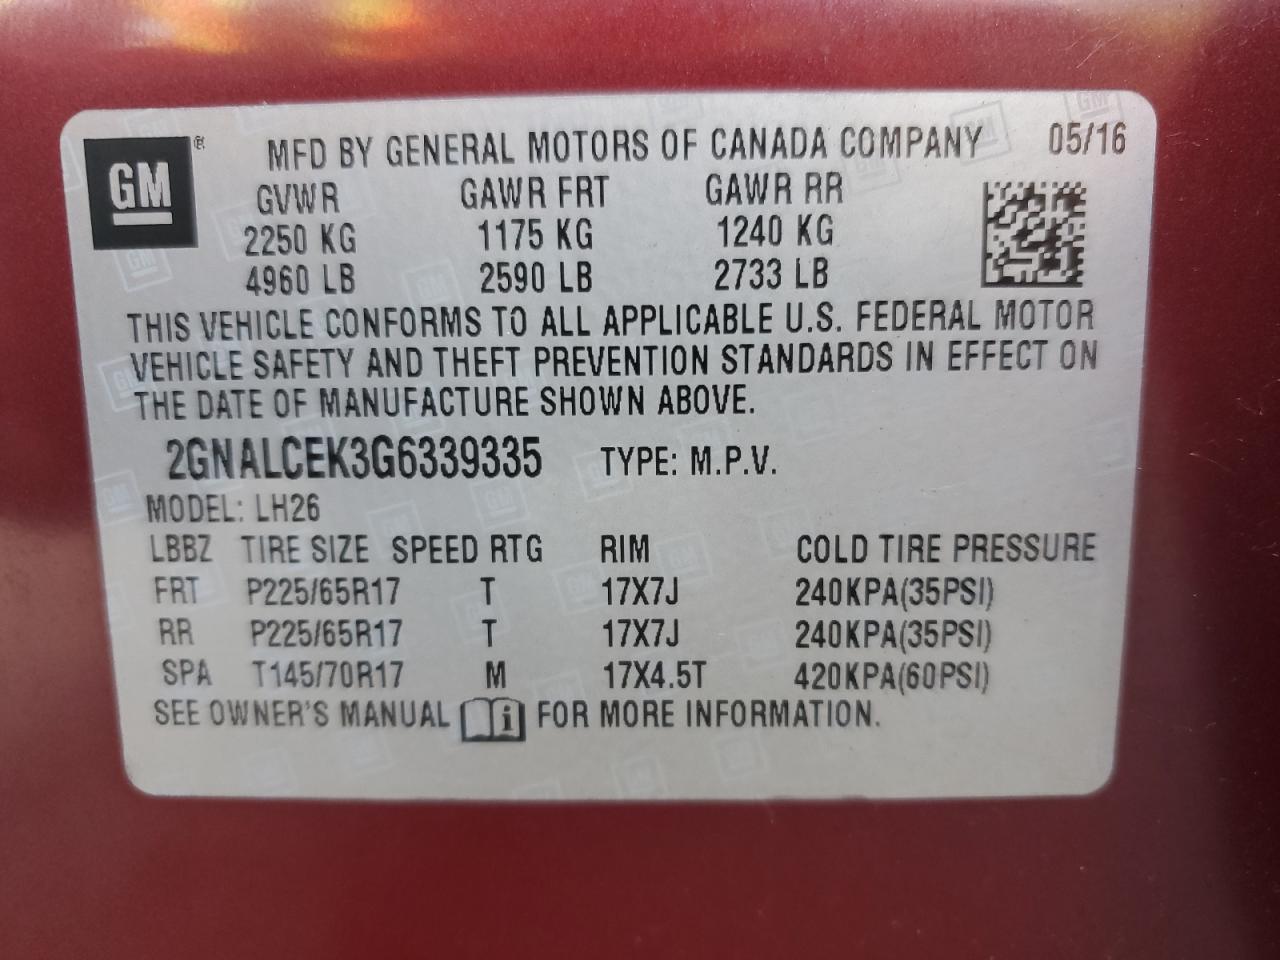 GM ®
MFD BY GENERAL MOTORS OF CANADA COMPANY 05/16
GVWR GAWR FRT GAWR RR
2250 KG 1175 KG 1240 KG
4960 LB 2590 LB 2733 LB
THIS VEHICLE CONFORMS TO ALL APPLICABLE U.S. FEDERAL MOTOR
VEHICLE SAFETY AND THEFT PREVENTION STANDARDS IN EFFECT ON
THE DATE OF MANUFACTURE SHOWN ABOVE.
2GNALCEK3G6339335 TYPE: M.P.V.
MODEL: LH26
LBBZ TIRE SIZE SPEED RTG RIM COLD TIRE PRESSURE
FRT P225/65R17 T 17X7J 240KPA(35PSI)
RR P225/65R17 T 17X7J 240KPA(35PSI)
SPA T145/70R17 M 17X4.5T 420KPA(60PSI)
SEE OWNER'S MANUAL i FOR MORE INFORMATION.